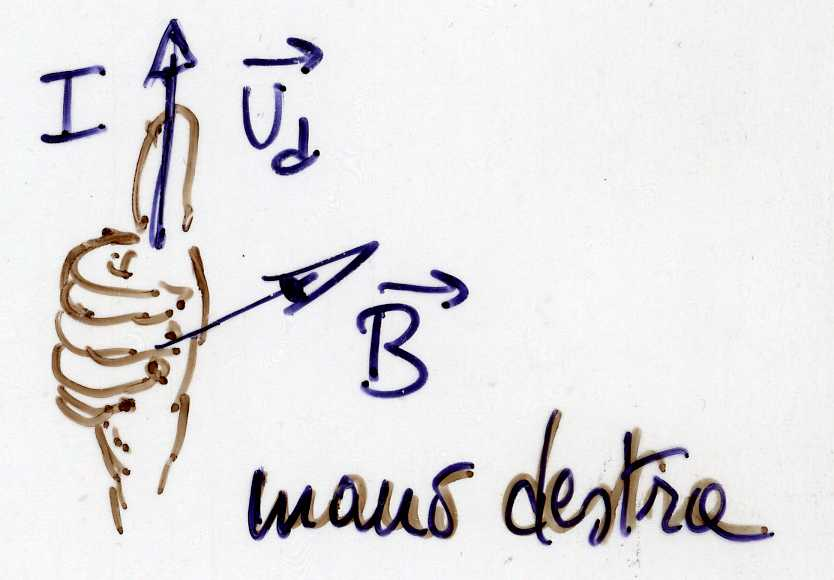 I U⃗d
B⃗
mano destra